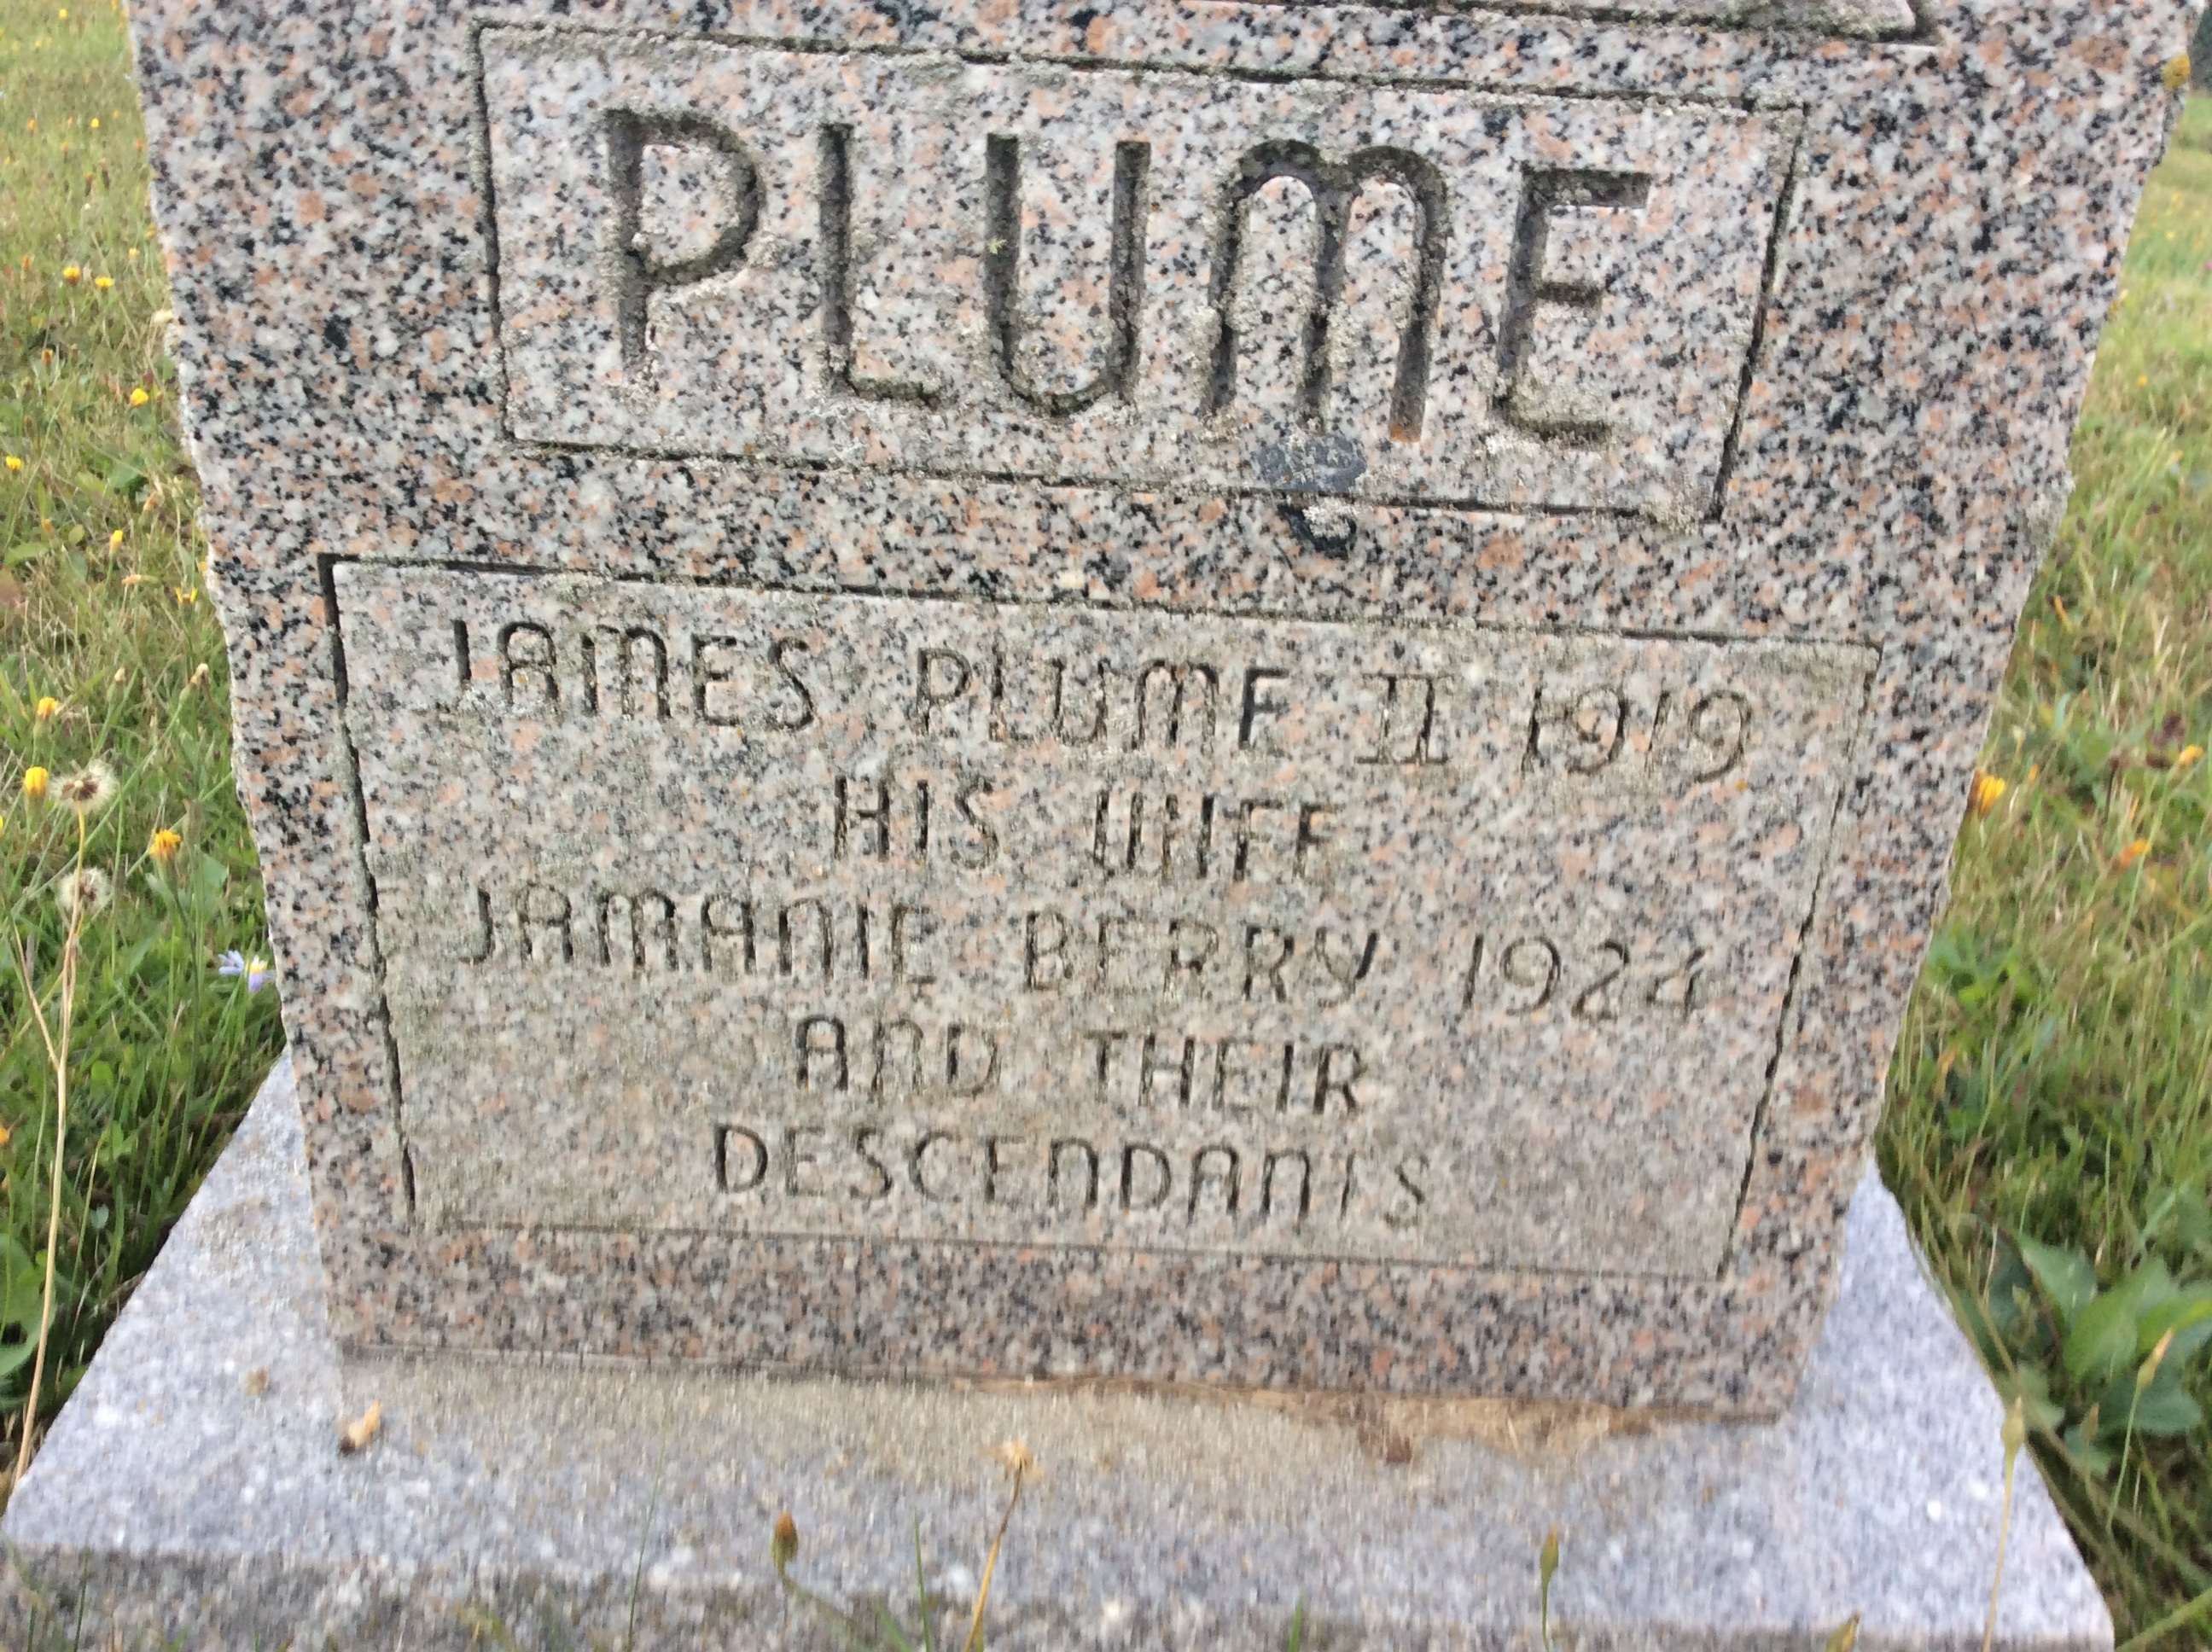 PLUME
JAMES PLUME II 1919
HIS WIFE
JAMANIE BERRY 1924
AND THEIR
DESCENDANTS